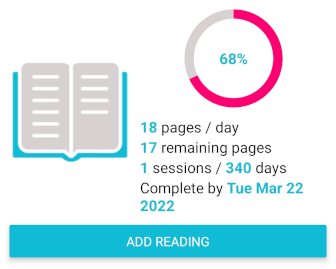 68%
18 pages / day
17 remaining pages
1 sessions / 340 days
Complete by Tue Mar 22
2022
ADD READING